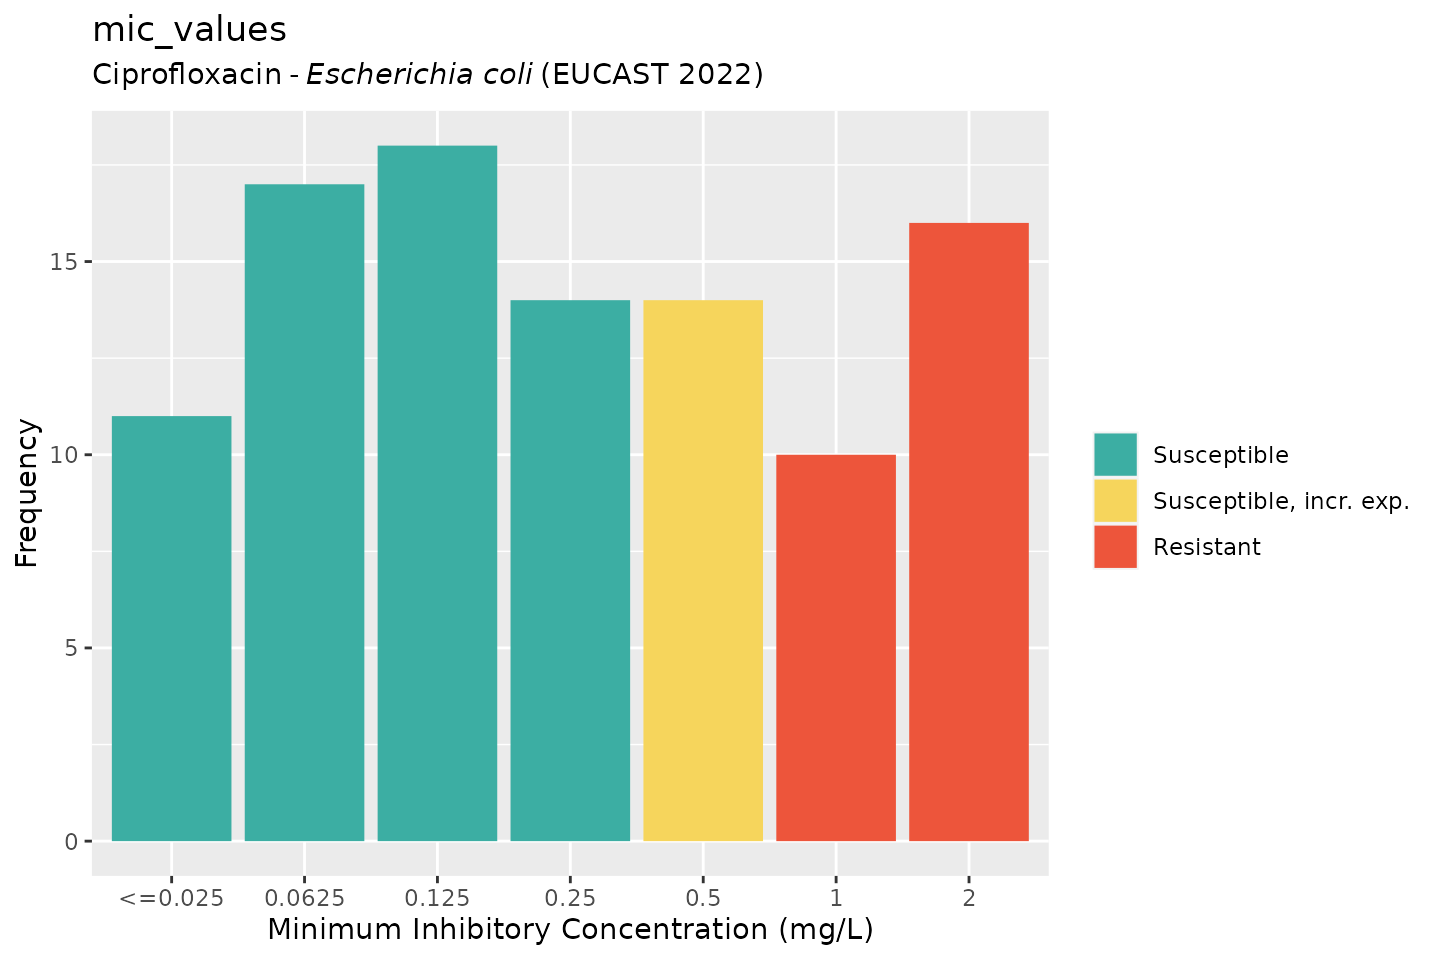 mic_values
Ciprofloxacin - Escherichia coli (EUCAST 2022)
Frequency
15
10
5
0
<=0.025 0.0625 0.125 0.25 0.5 1 2
Minimum Inhibitory Concentration (mg/L)
Susceptible
Susceptible, incr. exp.
Resistant